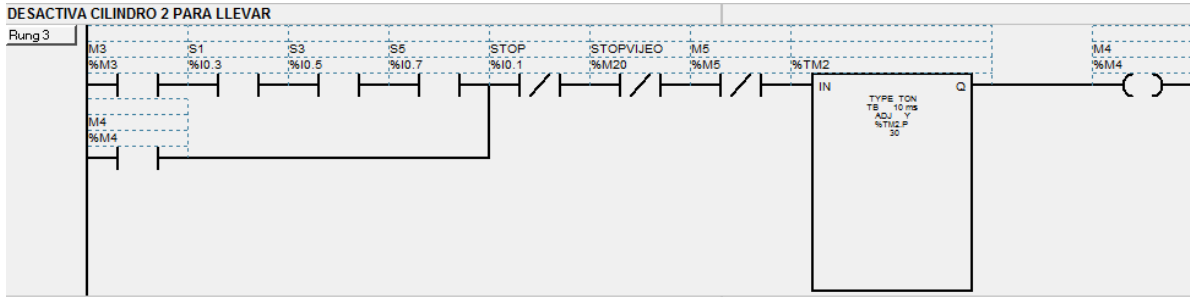 DESACTIVA CILINDRO 2 PARA LLEVAR
Rung 3
M3 S1 S3 S5 STOP STOPVIJEO M5 M4
%M3 %I0.3 %I0.5 %I0.7 %I0.1 %M20 %M5 %TM2 %M4
IN Q
TYPE TON
TB 10 ms
ADJ Y
%TM2.P
30
M4
%M4